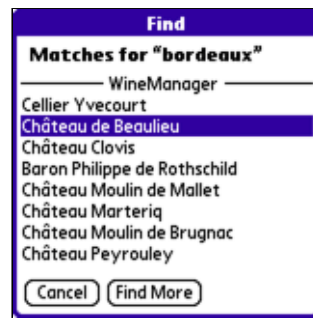 Find
Matches for “bordeaux”
WineManager
Cellier Yvecourt
Château de Beaulieu
Château Clovis
Baron Philippe de Rothschild
Château Moulin de Mallet
Château Marteriq
Château Moulin de Brugnac
Château Peyrouley
Cancel Find More